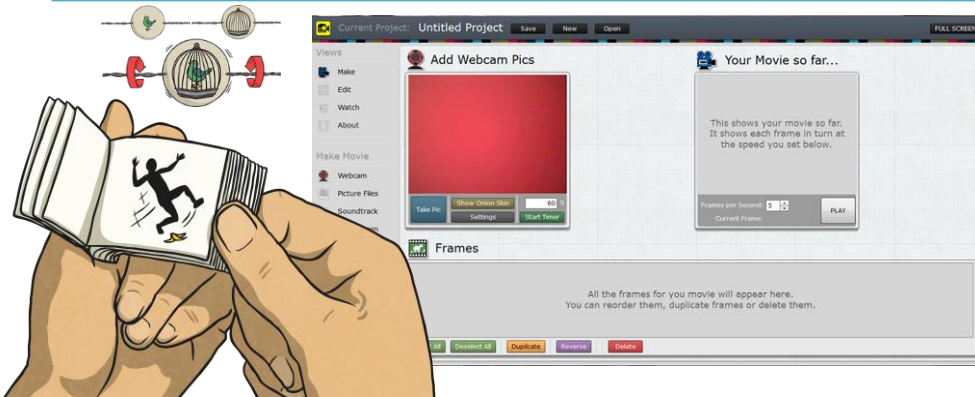 Current Project: Untitled Project Save New Open FULL SCREEN
Views
Make
Edit
Watch
About
Make Movie
Webcam
Picture Files
Soundtrack
Add Webcam Pics
Take Pic
Show Onion Skin
60 S
Settings
Start Timer
Your Movie so far...
This shows your movie so far.
It shows each frame in turn at
the speed you set below.
Frames per Second: 5
Current Frame:
PLAY
Frames
All the frames for you movie will appear here.
You can reorder them, duplicate frames or delete them.
All Deselect All Duplicate Reverse Delete